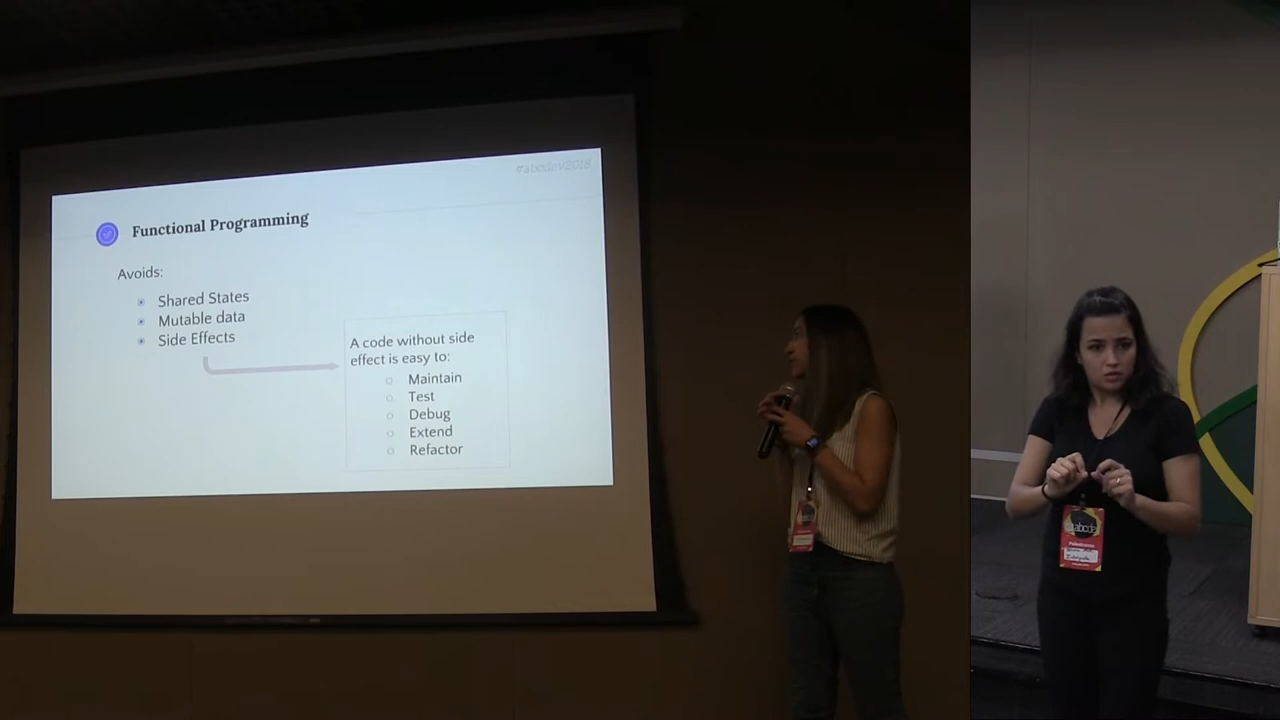 #abcdev2018
Functional Programming
Avoids:
Shared States
Mutable data
Side Effects
A code without side
effect is easy to:
Maintain
Test
Debug
Extend
Refactor
abcdev